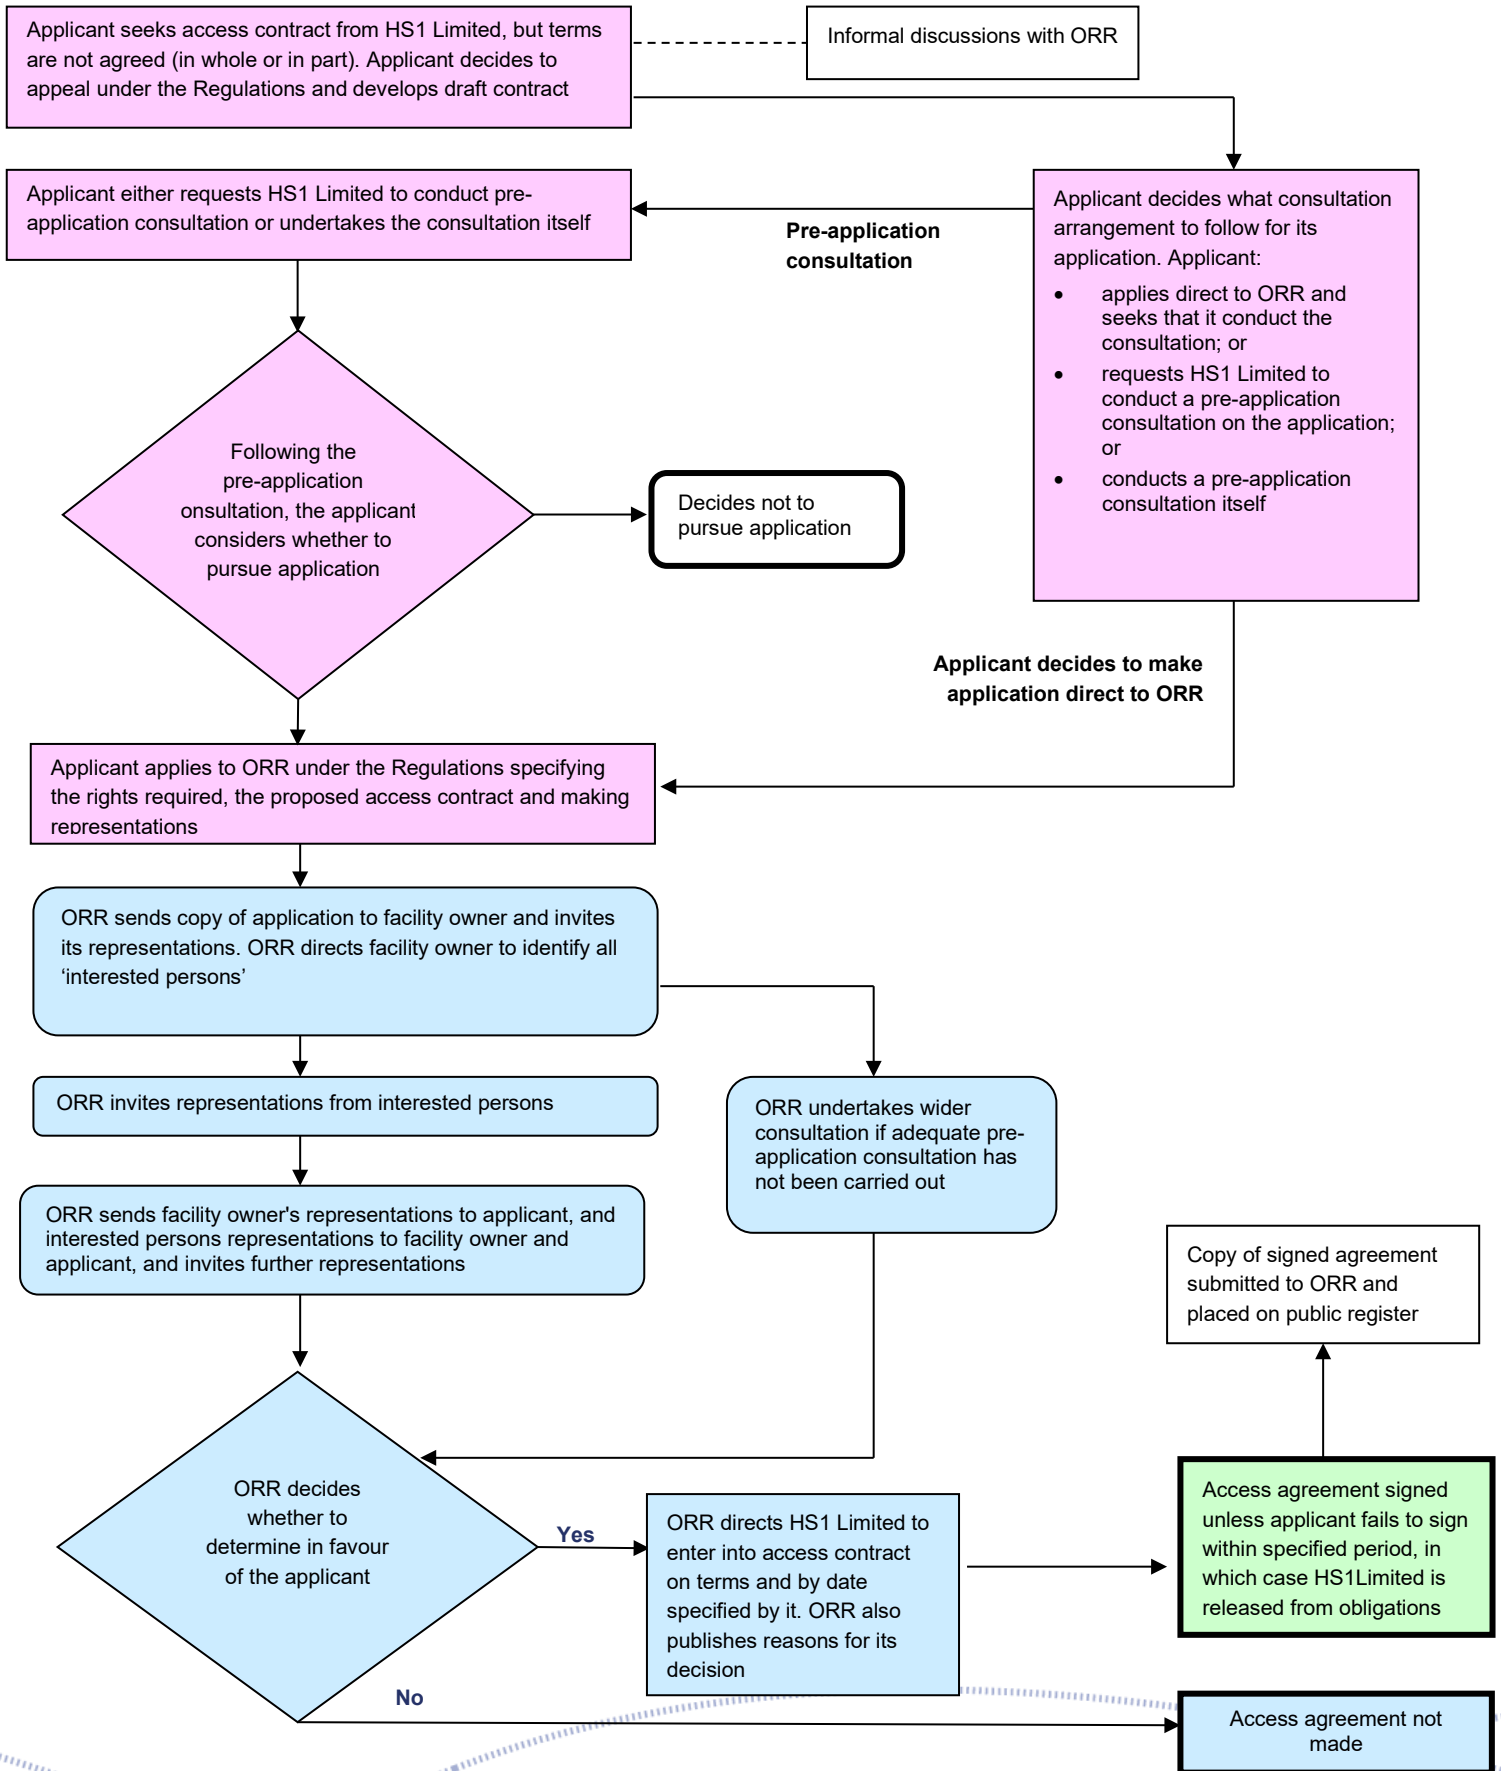 Applicant seeks access contract from HS1 Limited, but terms
are not agreed (in whole or in part). Applicant decides to
appeal under the Regulations and develops draft contract
Informal discussions with ORR
Applicant either requests HS1 Limited to conduct pre-
application consultation or undertakes the consultation itself
Pre-application
consultation
Applicant decides what consultation
arrangement to follow for its
application. Applicant:
• applies direct to ORR and
seeks that it conduct the
consultation; or
• requests HS1 Limited to
conduct a pre-application
consultation on the application;
or
• conducts a pre-application
consultation itself
Following the
pre-application
onsultation, the applicant
considers whether to
pursue application
Decides not to
pursue application
Applicant decides to make
application direct to ORR
Applicant applies to ORR under the Regulations specifying
the rights required, the proposed access contract and making
representations
ORR sends copy of application to facility owner and invites
its representations. ORR directs facility owner to identify all
‘interested persons’
ORR invites representations from interested persons
ORR undertakes wider
consultation if adequate pre-
application consultation has
not been carried out
ORR sends facility owner's representations to applicant, and
interested persons representations to facility owner and
applicant, and invites further representations
Copy of signed agreement
submitted to ORR and
placed on public register
ORR decides
whether to
determine in favour
of the applicant
Yes
ORR directs HS1 Limited to
enter into access contract
on terms and by date
specified by it. ORR also
publishes reasons for its
decision
Access agreement signed
unless applicant fails to sign
within specified period, in
which case HS1Limited is
released from obligations
No
Access agreement not
made